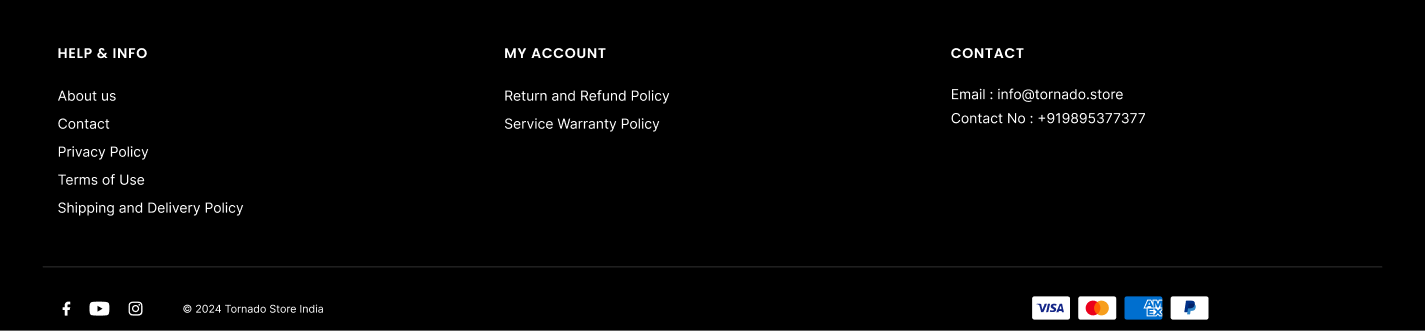 HELP & INFO
About us
Contact
Privacy Policy
Terms of Use
Shipping and Delivery Policy
MY ACCOUNT
Return and Refund Policy
Service Warranty Policy
CONTACT
Email : info@tornado.store
Contact No : +919895377377
© 2024 Tornado Store India
VISA
AM
EX